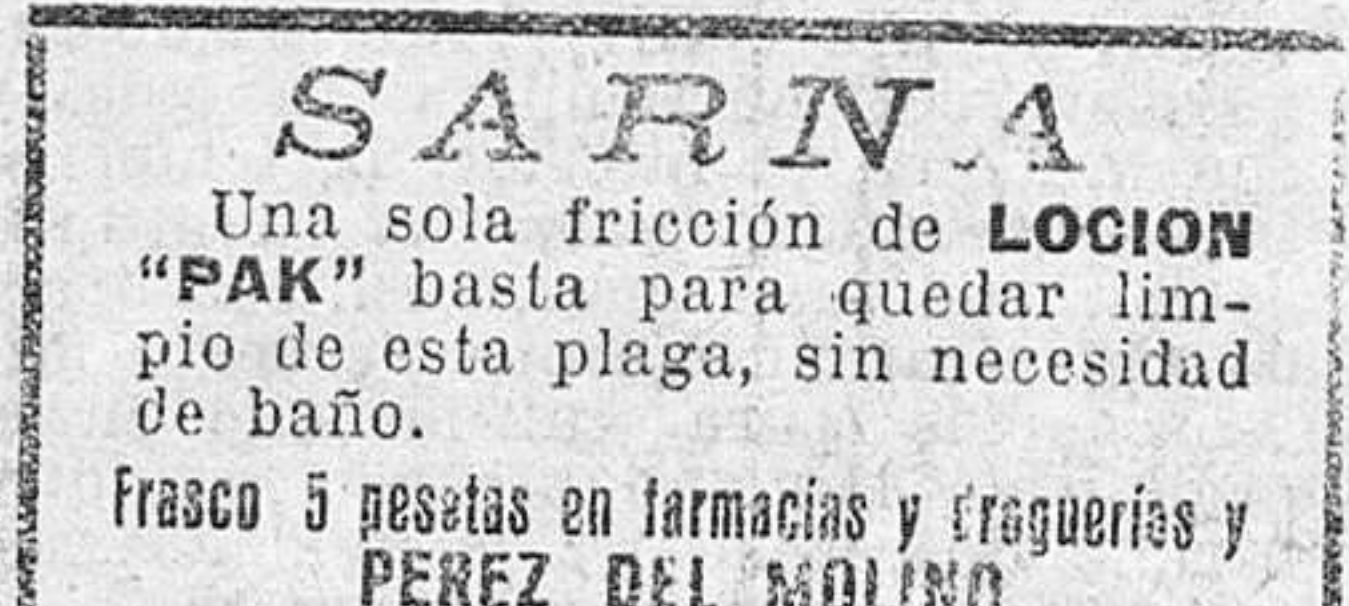 SARNA
Una sola fricción de LOCION
“PAK” basta para quedar lim-
pio de esta plaga, sin necesidad
de baño.
Frasco 5 pesetas en farmacias y droguerías y
PEREZ DEL MOLINO